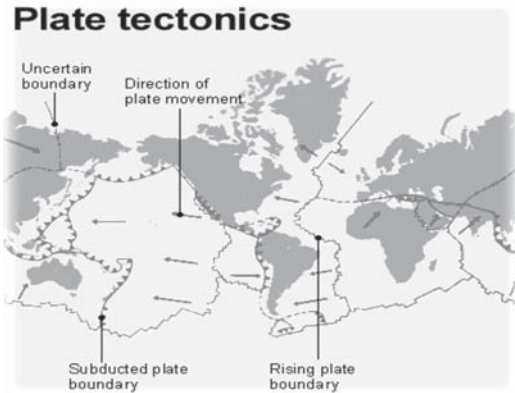 Plate tectonics
Uncertain
boundary
Direction of
plate movement
Subducted plate
boundary
Rising plate
boundary